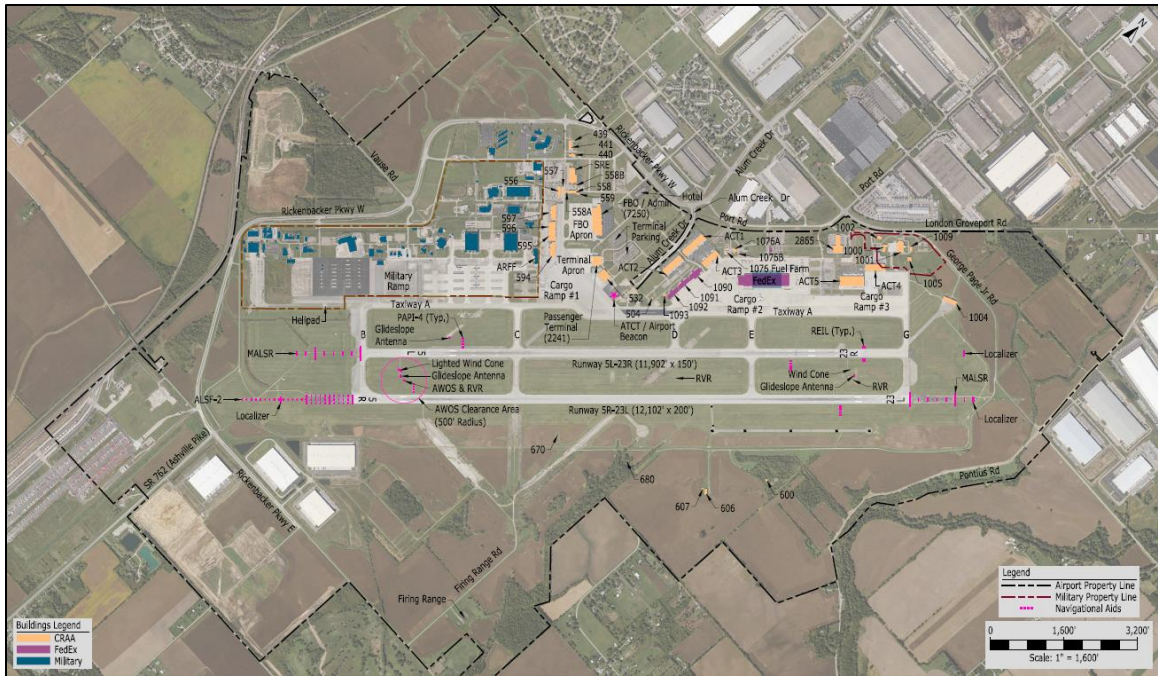 N
439
441
440
SRE
557
558B
556
558
559
Rickenbacker Pkwy W
Alum Creek Dr
Port Rd
Vause Rd
Hotel
FBO / Admin
(7250)
Alum Creek Dr
Rickenbacker Pkwy W
558A
FBO
Apron
597
596
595
Terminal
Parking
Alum Creek Dr
Port Rd
London Groveport Rd
ACT1
1076A
1076B
2865
1002
1000
1009
1001
George Page Jr Rd
ARFF
594
Terminal
Apron
ACT2
ACT3
1076 Fuel Farm
FedEx
ACT5
ACT4
1005
Military
Ramp
Cargo
Ramp #1
532
504
1090
1091
1092
1093
Cargo
Ramp #2
Cargo
Ramp #3
1004
Taxiway A
Taxiway A
Helipad
PAPI-4 (Typ.)
Glideslope
Antenna
Passenger
Terminal
(2241)
ATCT / Airport
Beacon
REIL (Typ.)
B
C
D
E
G
MALSR
5
L
Runway 5L-23R (11,902' x 150')
23
R
Localizer
Lighted Wind Cone
Glideslope Antenna
AWOS & RVR
RVR
Wind Cone
Glideslope Antenna
RVR
MALSR
ALSF-2
Localizer
5
R
AWOS Clearance Area
(500' Radius)
Runway 5R-23L (12,102' x 200')
23
L
Localizer
SR 762 (Ashville Pike)
Rickenbacker Pkwy E
670
680
607
606
600
Pontius Rd
Firing Range Rd
Firing Range
Buildings Legend
CRAA
FedEx
Military
Legend
Airport Property Line
Military Property Line
Navigational Aids
0 1,600' 3,200'
Scale: 1" = 1,600'